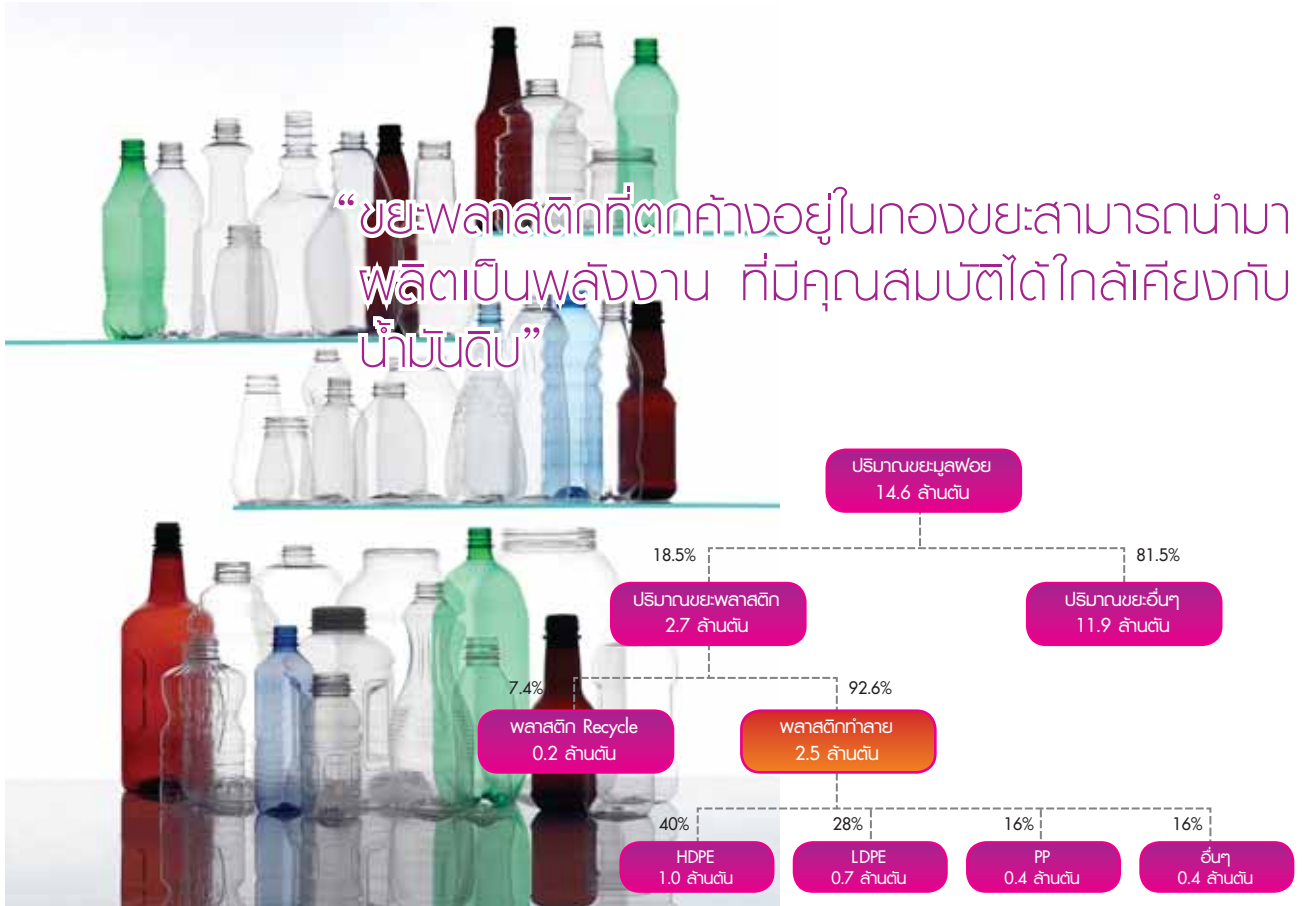 “ขยะพลาสติกที่ตกค้างอยู่ในกองขยะสามารถนำมา
ผลิตเป็นพลังงาน ที่มีคุณสมบัติได้ใกล้เคียงกับ
น้ำมันดิบ”
ปริมาณขยะมูลฝอย
14.6 ล้านตัน
18.5%
81.5%
ปริมาณขยะพลาสติก
2.7 ล้านตัน
ปริมาณขยะอื่นๆ
11.9 ล้านตัน
7.4%
92.6%
พลาสติก Recycle
0.2 ล้านตัน
พลาสติกทำลาย
2.5 ล้านตัน
40%
28%
16%
16%
HDPE
1.0 ล้านตัน
LDPE
0.7 ล้านตัน
PP
0.4 ล้านตัน
อื่นๆ
0.4 ล้านตัน